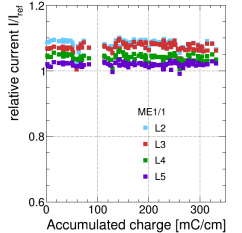 relative current I/I_ref
1.2
1
0.8
0.6
ME1/1
L2
L3
L4
L5
0 100 200 300
Accumulated charge [mC/cm]